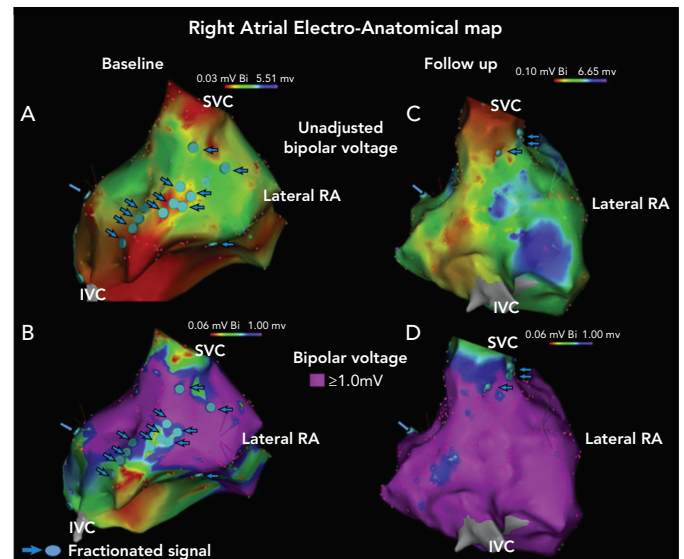 Right Atrial Electro-Anatomical map
Baseline
Follow up
0.03 mV Bi 5.51 mv
0.10 mV Bi 6.65 mv
A
SVC
Unadjusted
bipolar voltage
C
SVC
Lateral RA
Lateral RA
IVC
IVC
0.06 mV Bi 1.00 mv
0.06 mV Bi 1.00 mv
B
SVC
Bipolar voltage
≥1.0mV
D
SVC
Lateral RA
Lateral RA
IVC
IVC
Fractionated signal